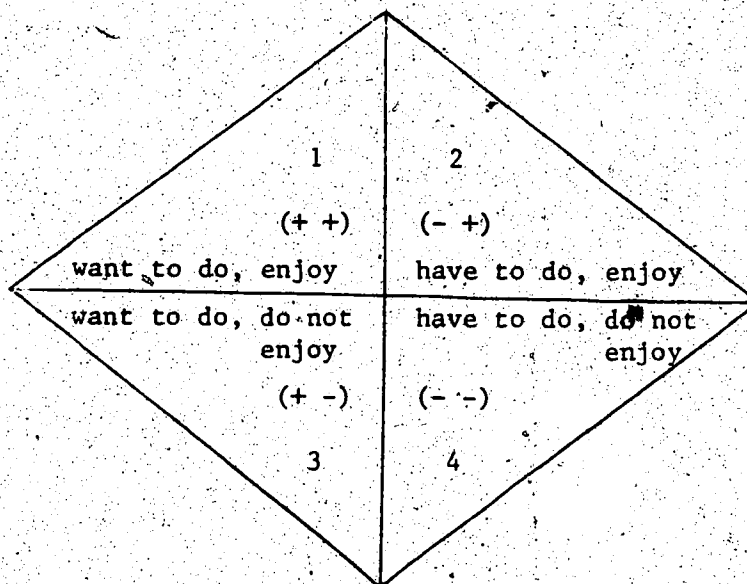 1 2
(+ +) (- +)
want to do, enjoy have to do, enjoy
want to do, do not have to do, do not
enjoy enjoy
(+ -) (- -)
3 4